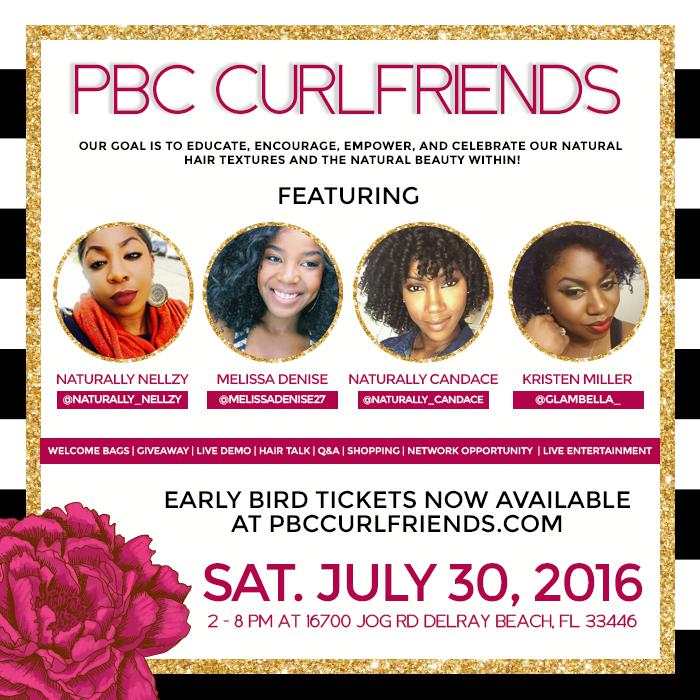 PBC CURLFRIENDS
OUR GOAL IS TO EDUCATE, ENCOURAGE, EMPOWER, AND CELEBRATE OUR NATURAL
HAIR TEXTURES AND THE NATURAL BEAUTY WITHIN!
FEATURING
NATURALLY NELLZY
@NATURALLY_NELLZY
MELISSA DENISE
@MELISSADENISE27
NATURALLY CANDACE
@NATURALLY_CANDACE
KRISTEN MILLER
@GLAMBELLA_
WELCOME BAGS | GIVEAWAY | LIVE DEMO | HAIR TALK | Q&A | SHOPPING | NETWORK OPPORTUNITY | LIVE ENTERTAINMENT
EARLY BIRD TICKETS NOW AVAILABLE
AT PBCCURLFRIENDS.COM
SAT. JULY 30, 2016
2 - 8 PM AT 16700 JOG RD DELRAY BEACH, FL 33446